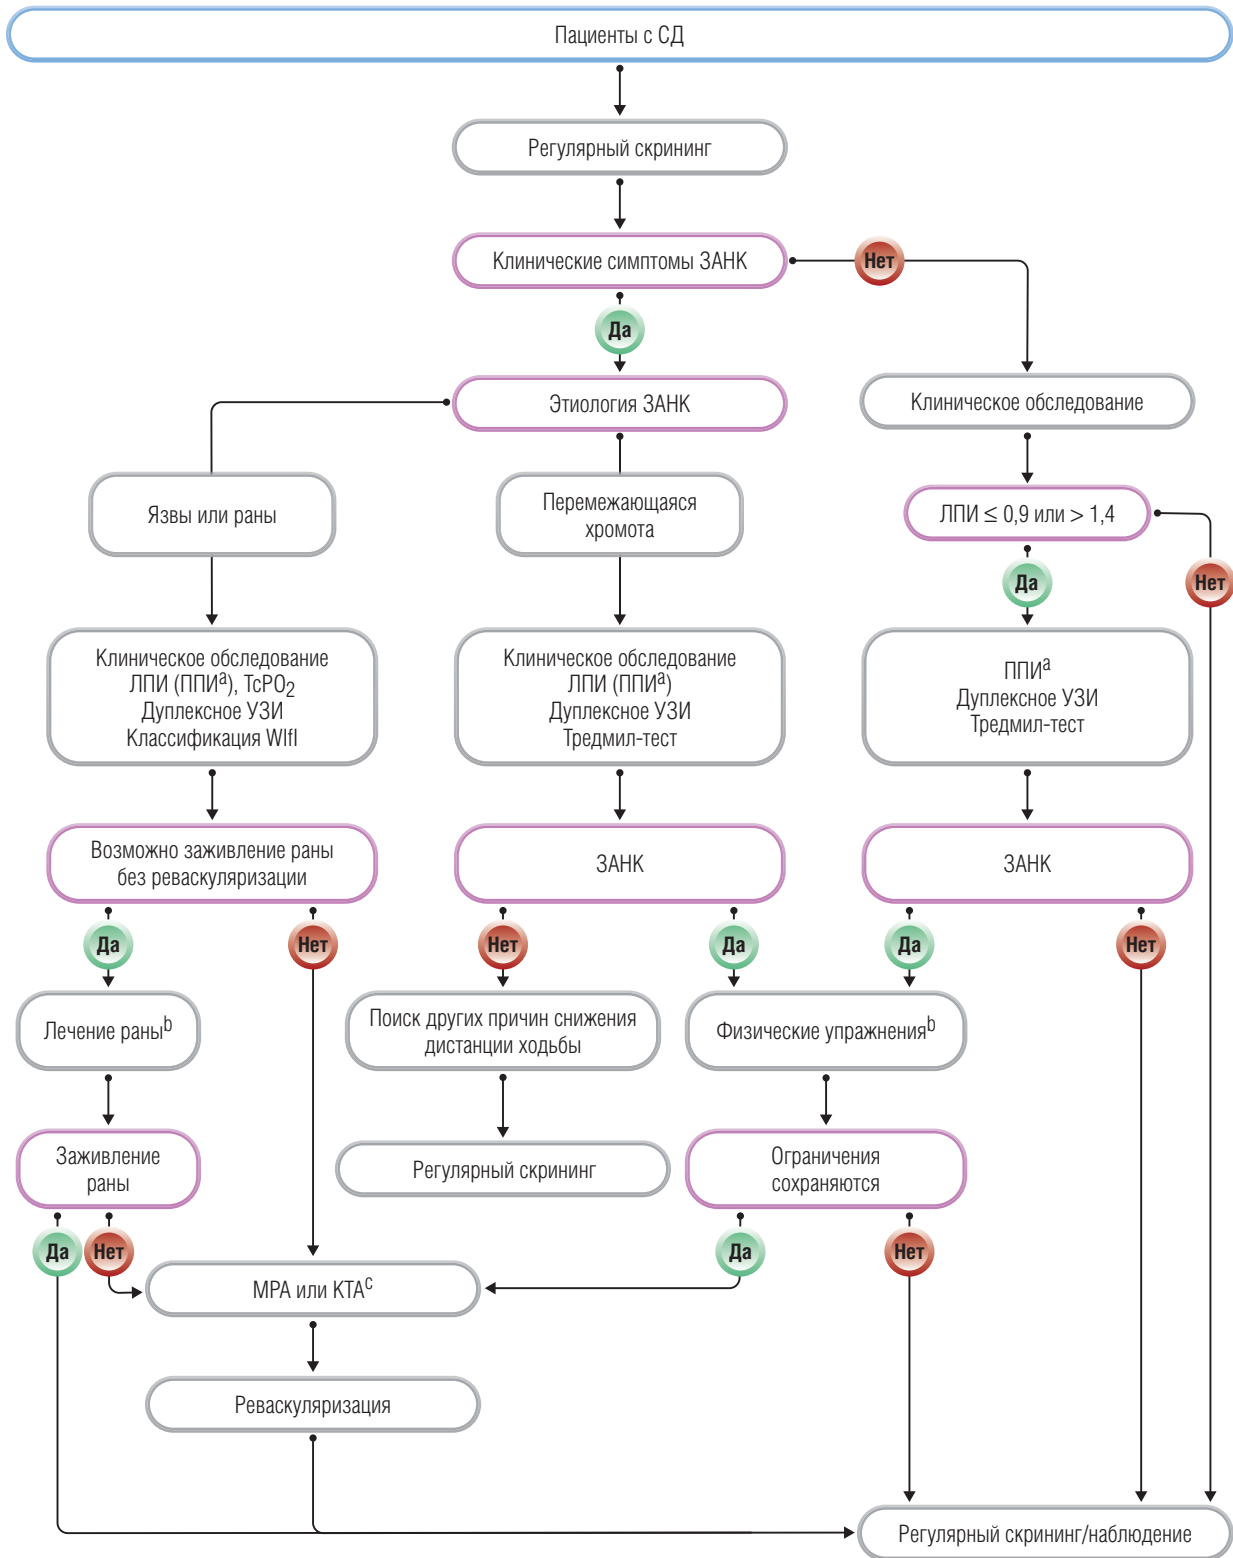 Пациенты с СД
Регулярный скрининг
Клинические симптомы ЗАНК
Нет
Да
Этиология ЗАНК
Клиническое обследование
Язвы или раны
Перемежающаяся
хромота
ЛПИ ≤ 0,9 или > 1,4
Да
Нет
Клиническое обследование
ЛПИ (ППИa), TcPO2
Дуплексное УЗИ
Классификация WIfI
Клиническое обследование
ЛПИ (ППИa)
Дуплексное УЗИ
Тредмил-тест
ППИa
Дуплексное УЗИ
Тредмил-тест
Возможно заживление раны
без реваскуляризации
ЗАНК
ЗАНК
Да
Нет
Нет
Да
Да
Нет
Лечение раныb
Поиск других причин снижения
дистанции ходьбы
Физические упражненияb
Заживление
раны
Регулярный скрининг
Ограничения
сохраняются
Да
Нет
Да
Нет
МРА или КТАc
Реваскуляризация
Регулярный скрининг/наблюдение